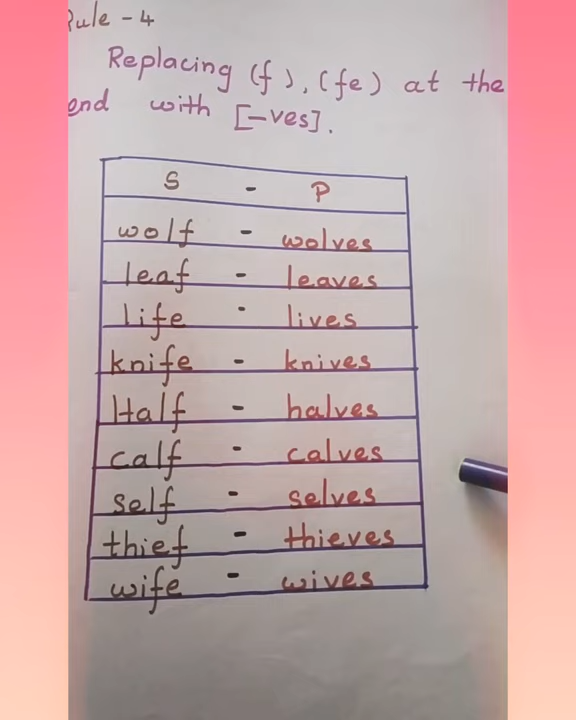 Rule - 4
Replacing (f), (fe) at the
end with [-ves].
S - P
wolf - wolves
leaf - leaves
life - lives
knife - knives
Half - halves
calf - calves
self - selves
thief - thieves
wife - wives